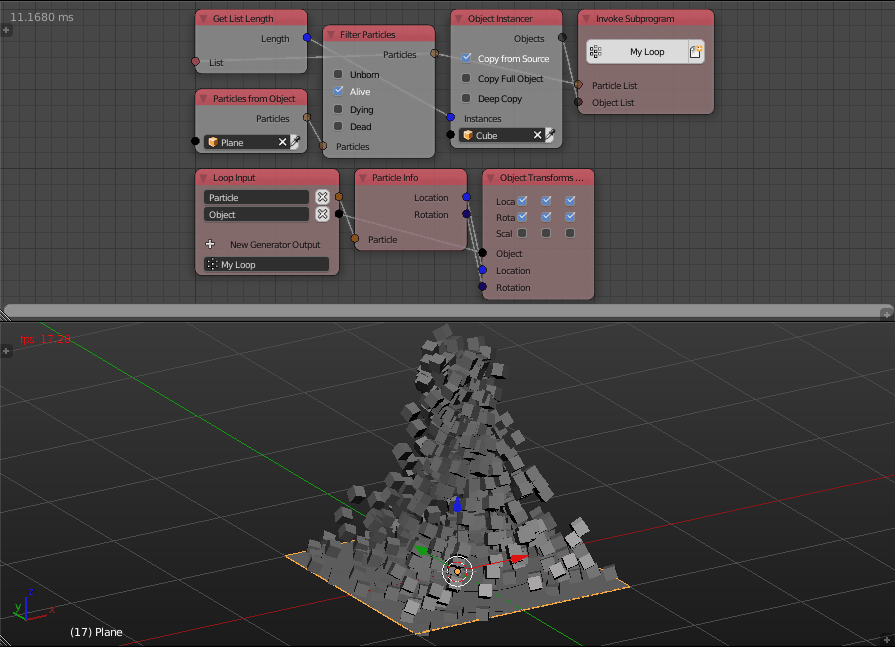 11.1680 ms
Get List Length
Length
List
Particles from Object
Particles
Plane
Filter Particles
Particles
Unborn
Alive
Dying
Dead
Particles
Object Instancer
Objects
Copy from Source
Copy Full Object
Deep Copy
Instances
Cube
Invoke Subprogram
My Loop
Particle List
Object List
Loop Input
Particle
Object
New Generator Output
My Loop
Particle Info
Location
Rotation
Particle
Object Transforms ...
Loca
Rota
Scal
Object
Location
Rotation
fps 17.20
z
y
x
(17) Plane